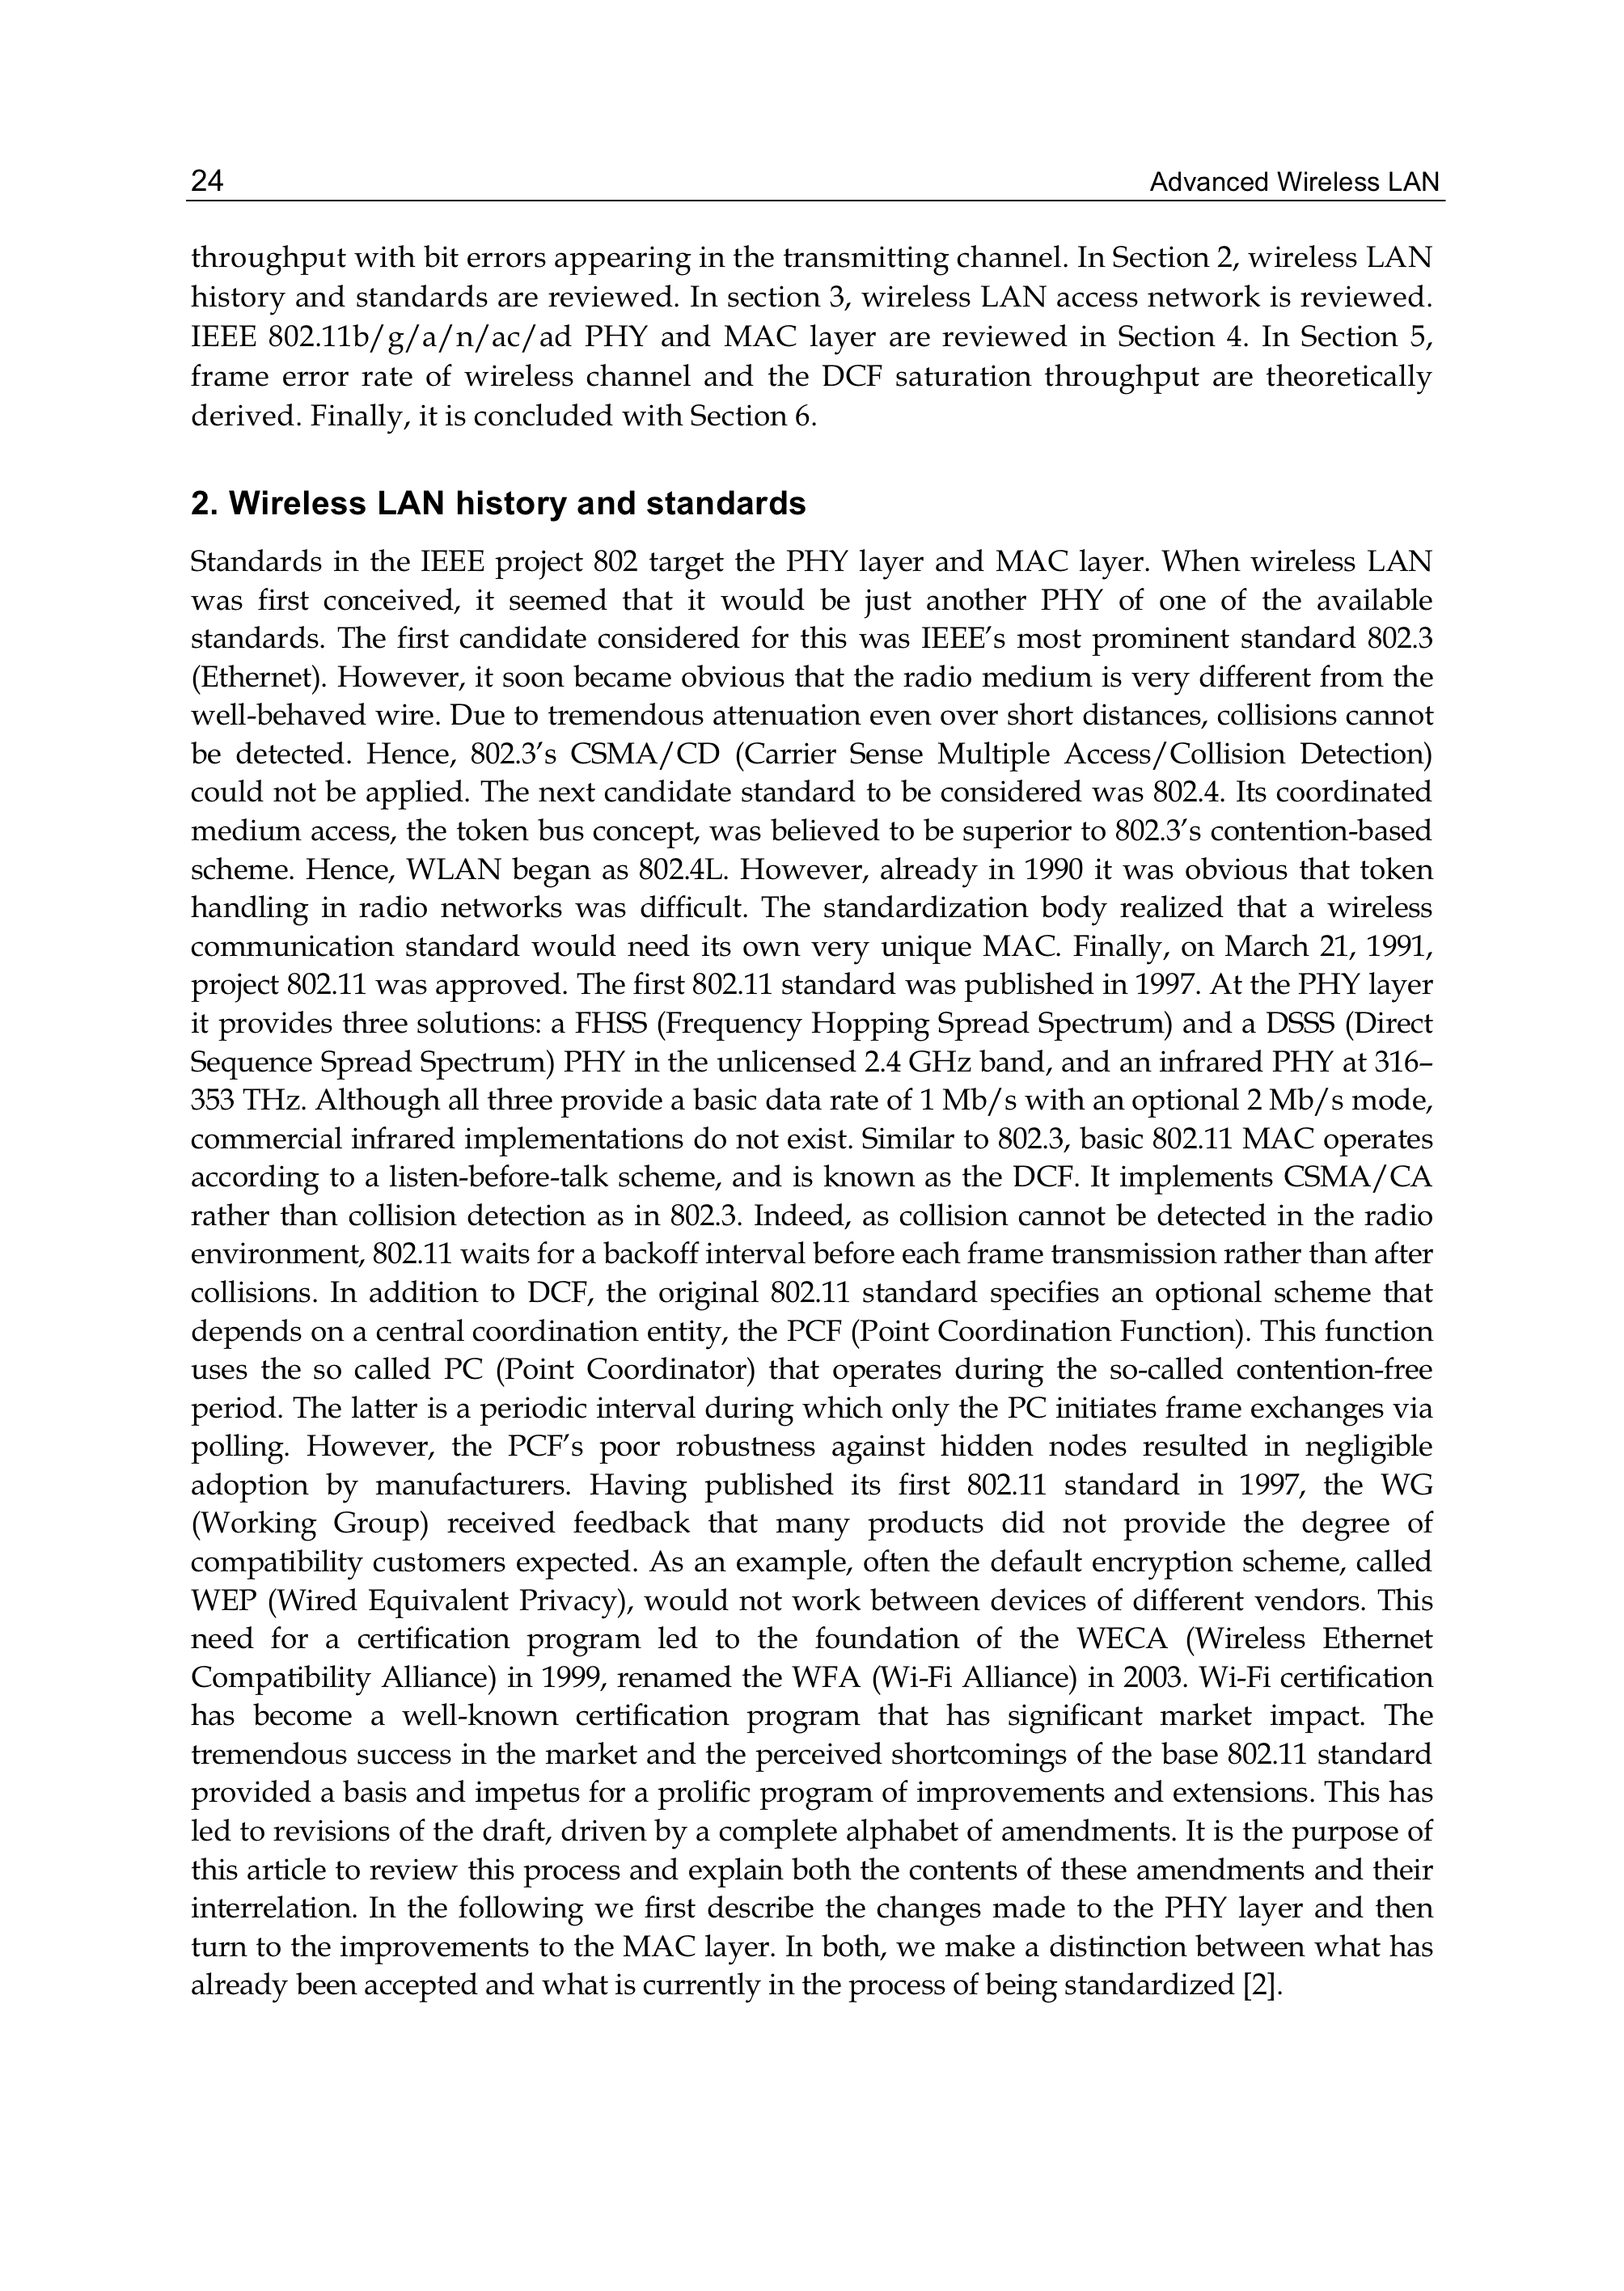 24
Advanced Wireless LAN
throughput with bit errors appearing in the transmitting channel. In Section 2, wireless LAN
history and standards are reviewed. In section 3, wireless LAN access network is reviewed.
IEEE 802.11b/g/a/n/ac/ad PHY and MAC layer are reviewed in Section 4. In Section 5,
frame error rate of wireless channel and the DCF saturation throughput are theoretically
derived. Finally, it is concluded with Section 6.
2. Wireless LAN history and standards
Standards in the IEEE project 802 target the PHY layer and MAC layer. When wireless LAN
was first conceived, it seemed that it would be just another PHY of one of the available
standards. The first candidate considered for this was IEEE’s most prominent standard 802.3
(Ethernet). However, it soon became obvious that the radio medium is very different from the
well-behaved wire. Due to tremendous attenuation even over short distances, collisions cannot
be detected. Hence, 802.3’s CSMA/CD (Carrier Sense Multiple Access/Collision Detection)
could not be applied. The next candidate standard to be considered was 802.4. Its coordinated
medium access, the token bus concept, was believed to be superior to 802.3’s contention-based
scheme. Hence, WLAN began as 802.4L. However, already in 1990 it was obvious that token
handling in radio networks was difficult. The standardization body realized that a wireless
communication standard would need its own very unique MAC. Finally, on March 21, 1991,
project 802.11 was approved. The first 802.11 standard was published in 1997. At the PHY layer
it provides three solutions: a FHSS (Frequency Hopping Spread Spectrum) and a DSSS (Direct
Sequence Spread Spectrum) PHY in the unlicensed 2.4 GHz band, and an infrared PHY at 316–
353 THz. Although all three provide a basic data rate of 1 Mb/s with an optional 2 Mb/s mode,
commercial infrared implementations do not exist. Similar to 802.3, basic 802.11 MAC operates
according to a listen-before-talk scheme, and is known as the DCF. It implements CSMA/CA
rather than collision detection as in 802.3. Indeed, as collision cannot be detected in the radio
environment, 802.11 waits for a backoff interval before each frame transmission rather than after
collisions. In addition to DCF, the original 802.11 standard specifies an optional scheme that
depends on a central coordination entity, the PCF (Point Coordination Function). This function
uses the so called PC (Point Coordinator) that operates during the so-called contention-free
period. The latter is a periodic interval during which only the PC initiates frame exchanges via
polling. However, the PCF’s poor robustness against hidden nodes resulted in negligible
adoption by manufacturers. Having published its first 802.11 standard in 1997, the WG
(Working Group) received feedback that many products did not provide the degree of
compatibility customers expected. As an example, often the default encryption scheme, called
WEP (Wired Equivalent Privacy), would not work between devices of different vendors. This
need for a certification program led to the foundation of the WECA (Wireless Ethernet
Compatibility Alliance) in 1999, renamed the WFA (Wi-Fi Alliance) in 2003. Wi-Fi certification
has become a well-known certification program that has significant market impact. The
tremendous success in the market and the perceived shortcomings of the base 802.11 standard
provided a basis and impetus for a prolific program of improvements and extensions. This has
led to revisions of the draft, driven by a complete alphabet of amendments. It is the purpose of
this article to review this process and explain both the contents of these amendments and their
interrelation. In the following we first describe the changes made to the PHY layer and then
turn to the improvements to the MAC layer. In both, we make a distinction between what has
already been accepted and what is currently in the process of being standardized [2].